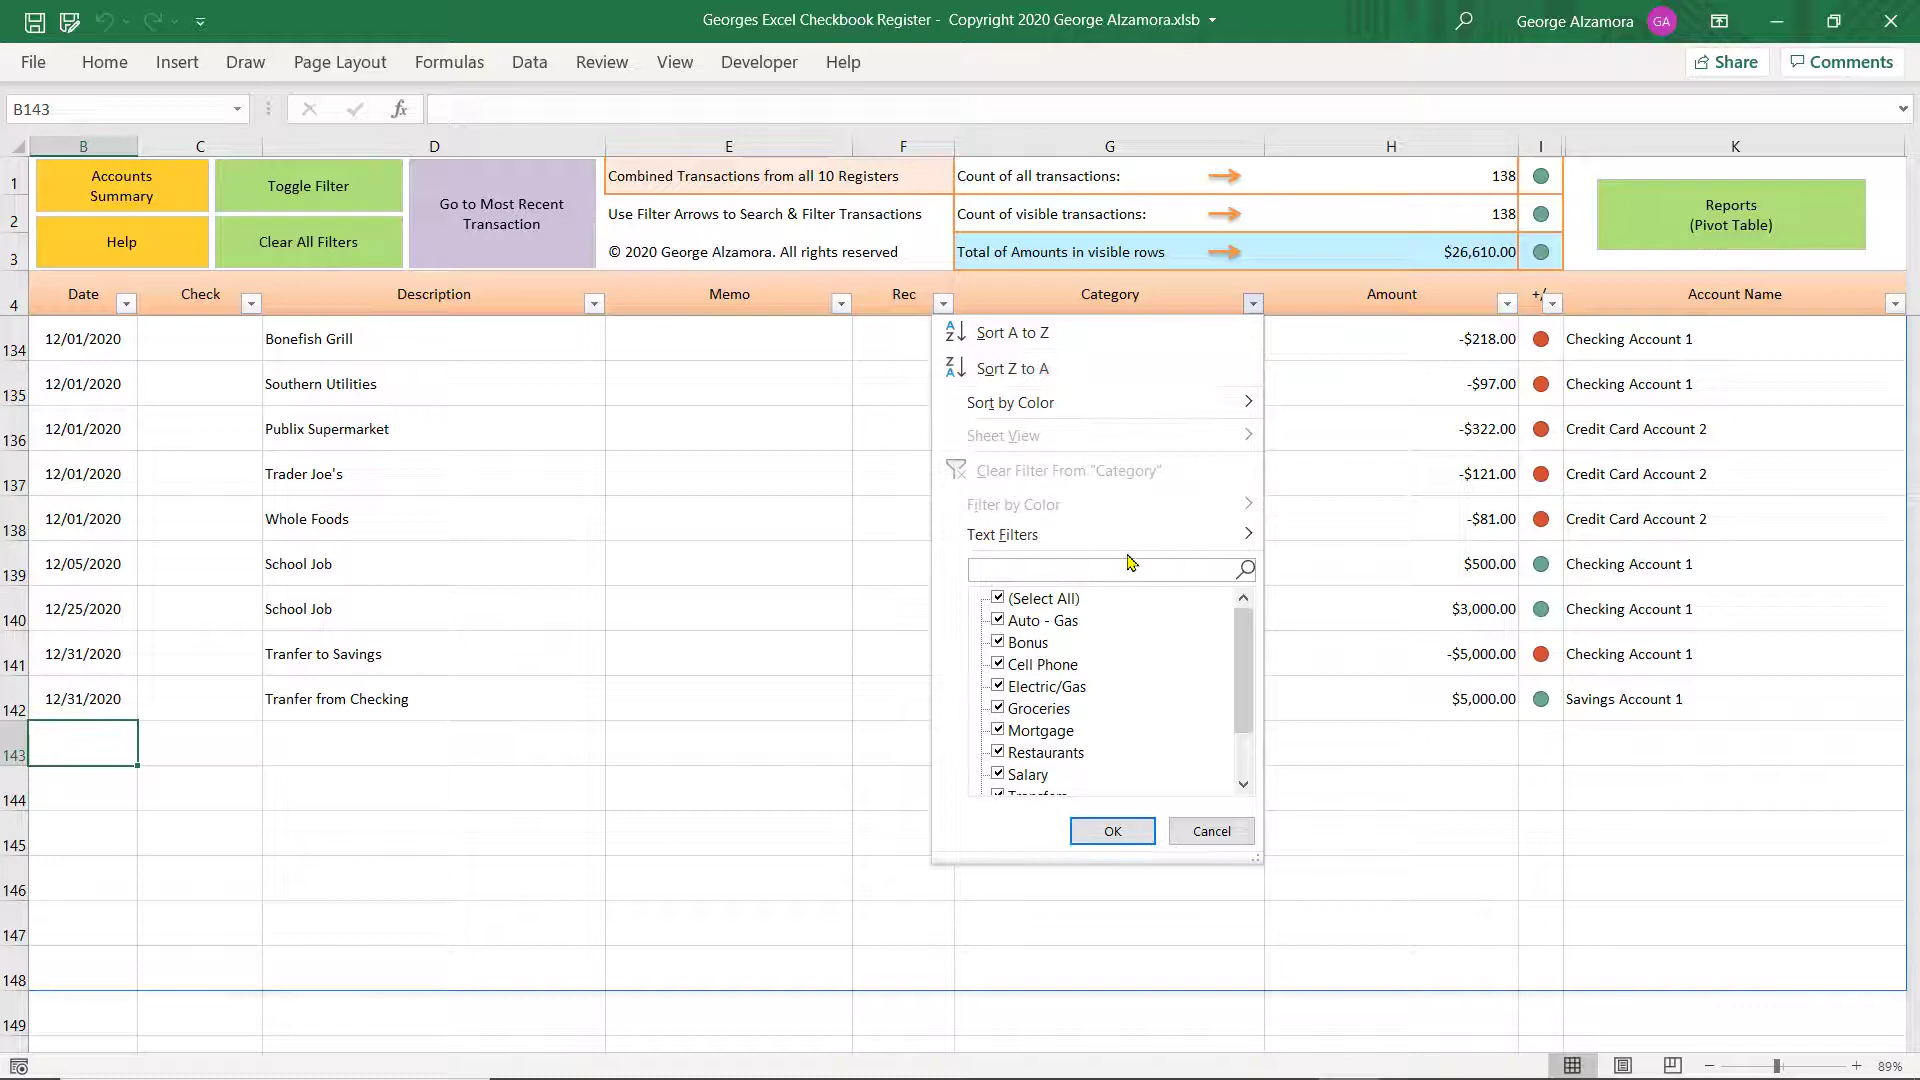 Georges Excel Checkbook Register - Copyright 2020 George Alzamora.xlsb
George Alzamora GA
File Home Insert Draw Page Layout Formulas Data Review View Developer Help Share Comments
B143 fx
B C D E F G H I K
1 Accounts Summary Toggle Filter Go to Most Recent Transaction Combined Transactions from all 10 Registers Count of all transactions: 138 Reports (Pivot Table)
2 Use Filter Arrows to Search & Filter Transactions Count of visible transactions: 138
3 Help Clear All Filters © 2020 George Alzamora. All rights reserved Total of Amounts in visible rows $26,610.00
4 Date Check Description Memo Rec Category Amount +/ Account Name
134 12/01/2020 Bonefish Grill -$218.00 Checking Account 1
135 12/01/2020 Southern Utilities -$97.00 Checking Account 1
136 12/01/2020 Publix Supermarket -$322.00 Credit Card Account 2
137 12/01/2020 Trader Joe's -$121.00 Credit Card Account 2
138 12/01/2020 Whole Foods -$81.00 Credit Card Account 2
139 12/05/2020 School Job $500.00 Checking Account 1
140 12/25/2020 School Job $3,000.00 Checking Account 1
141 12/31/2020 Tranfer to Savings -$5,000.00 Checking Account 1
142 12/31/2020 Tranfer from Checking $5,000.00 Savings Account 1
143
144
145
146
147
148
149
Sort A to Z
Sort Z to A
Sort by Color
Sheet View
Clear Filter From "Category"
Filter by Color
Text Filters
(Select All)
Auto - Gas
Bonus
Cell Phone
Electric/Gas
Groceries
Mortgage
Restaurants
Salary
Transfers
OK Cancel
89%